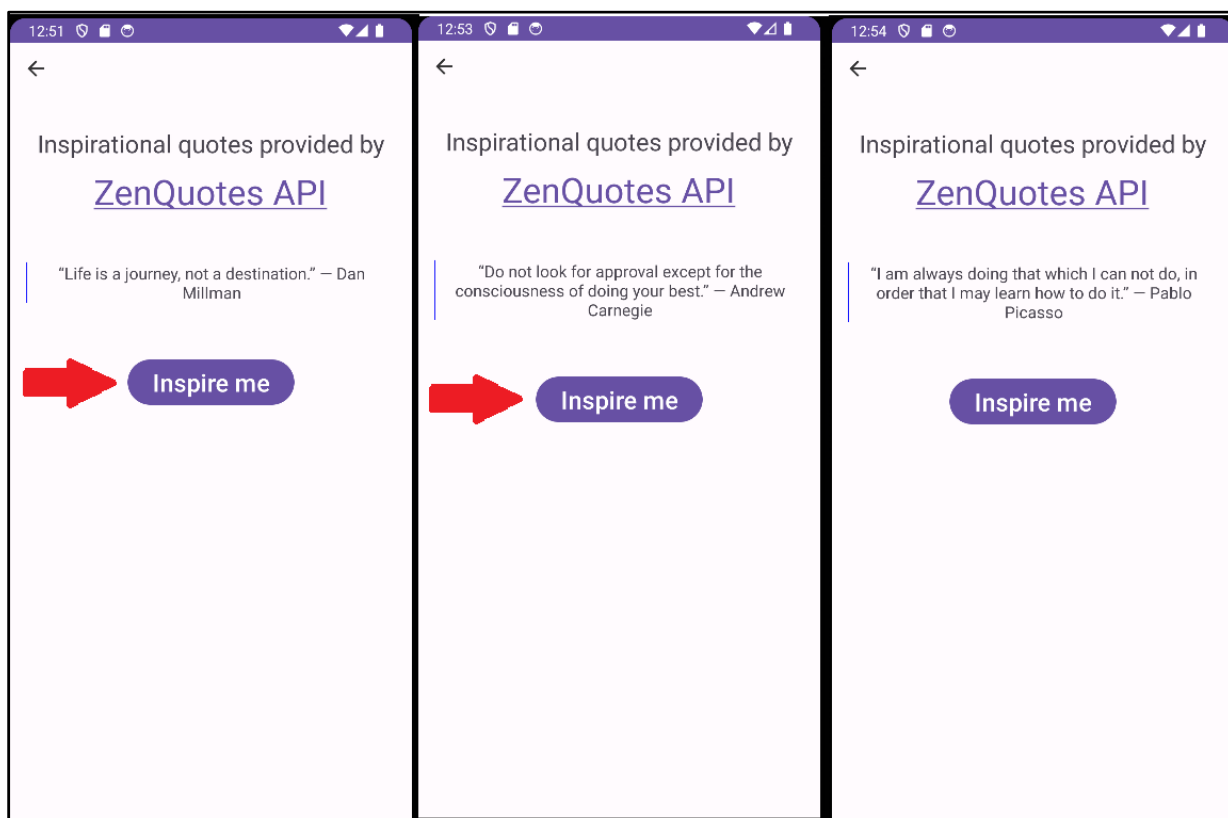 12:51
Inspirational quotes provided by
ZenQuotes API
“Life is a journey, not a destination.” — Dan
Millman
Inspire me
12:53
Inspirational quotes provided by
ZenQuotes API
“Do not look for approval except for the
consciousness of doing your best.” — Andrew
Carnegie
Inspire me
12:54
Inspirational quotes provided by
ZenQuotes API
“I am always doing that which I can not do, in
order that I may learn how to do it.” — Pablo
Picasso
Inspire me